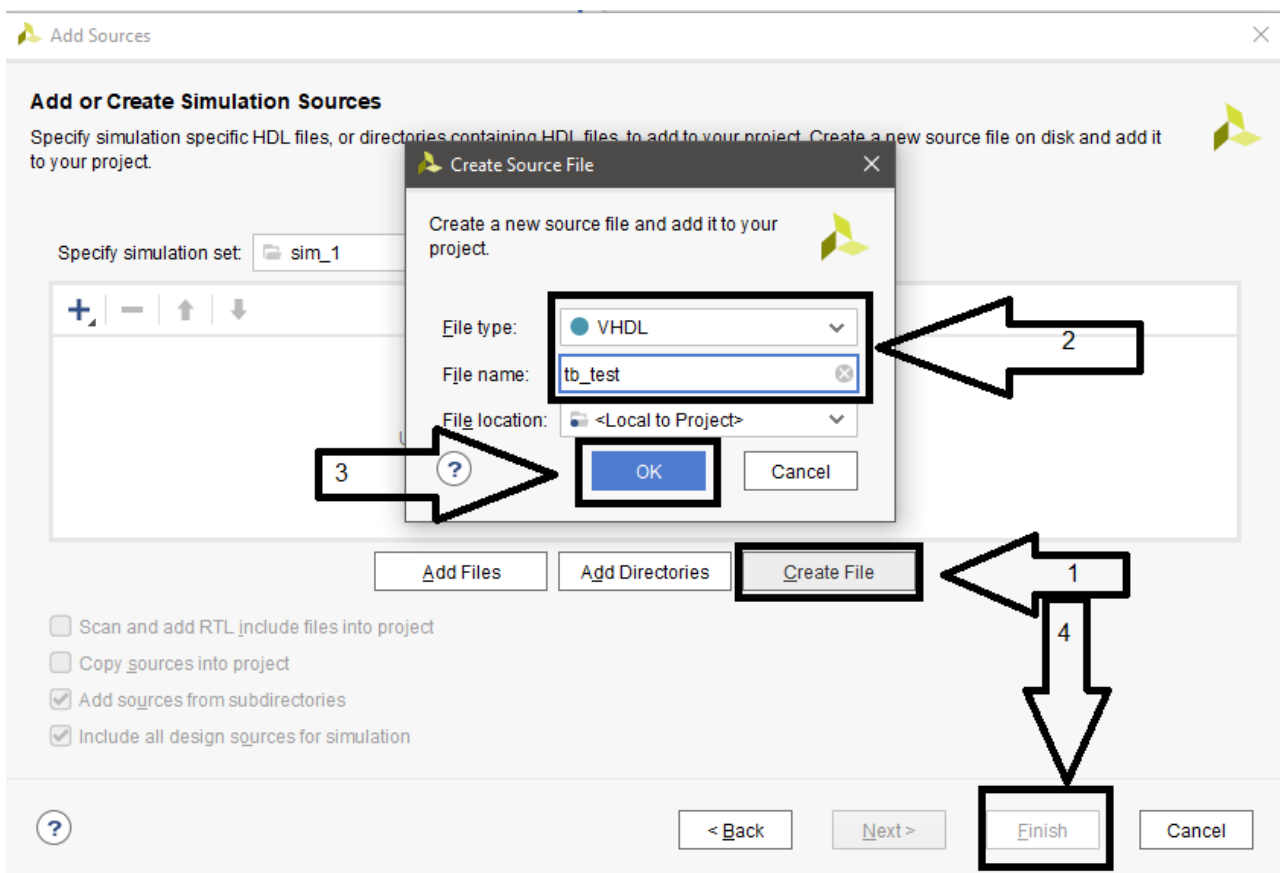 Add Sources
Add or Create Simulation Sources
Specify simulation specific HDL files, or directories containing HDL files, to add to your project. Create a new source file on disk and add it
to your project.
Create Source File
Create a new source file and add it to your
project.
Specify simulation set: sim_1
File type: VHDL
2
File name: tb_test
File location: <Local to Project>
3
?
OK
Cancel
Add Files
Add Directories
Create File
1
Scan and add RTL include files into project
4
Copy sources into project
Add sources from subdirectories
Include all design sources for simulation
?
< Back
Next >
Finish
Cancel